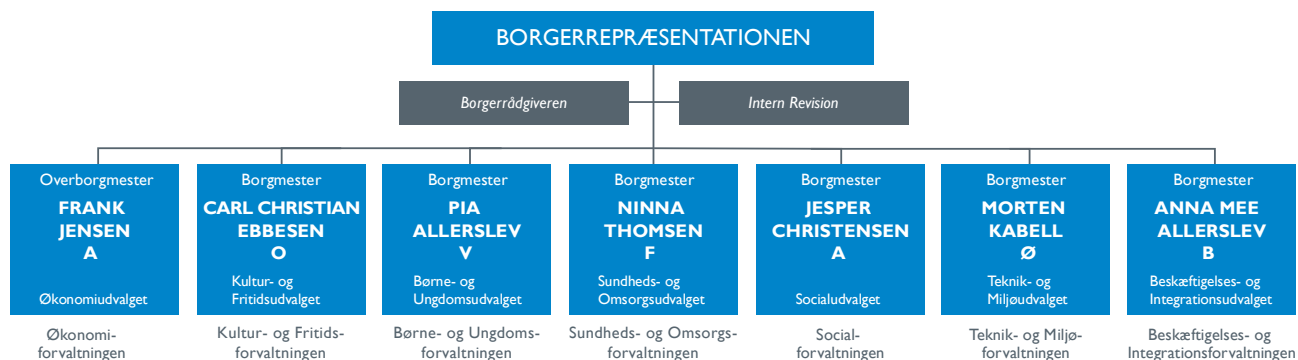 BORGERREPRÆSENTATIONEN
Borgerrådgiveren
Intern Revision
Overborgmester
FRANK
JENSEN
A
Økonomiudvalget
Økonomi-
forvaltningen
Borgmester
CARL CHRISTIAN
EBBESEN
O
Kultur- og
Fritidsudvalget
Kultur- og Fritids-
forvaltningen
Borgmester
PIA
ALLERSLEV
V
Børne- og
Ungdomsudvalget
Børne- og Ungdoms-
forvaltningen
Borgmester
NINNA
THOMSEN
F
Sundheds- og
Omsorgsudvalget
Sundheds- og Omsorgs-
forvaltningen
Borgmester
JESPER
CHRISTENSEN
A
Socialudvalget
Social-
forvaltningen
Borgmester
MORTEN
KABELL
Ø
Teknik- og
Miljøudvalget
Teknik- og Miljø-
forvaltningen
Borgmester
ANNA MEE
ALLERSLEV
B
Beskæftigelses- og
Integrationsudvalget
Beskæftigelses- og
Integrationsforvaltningen